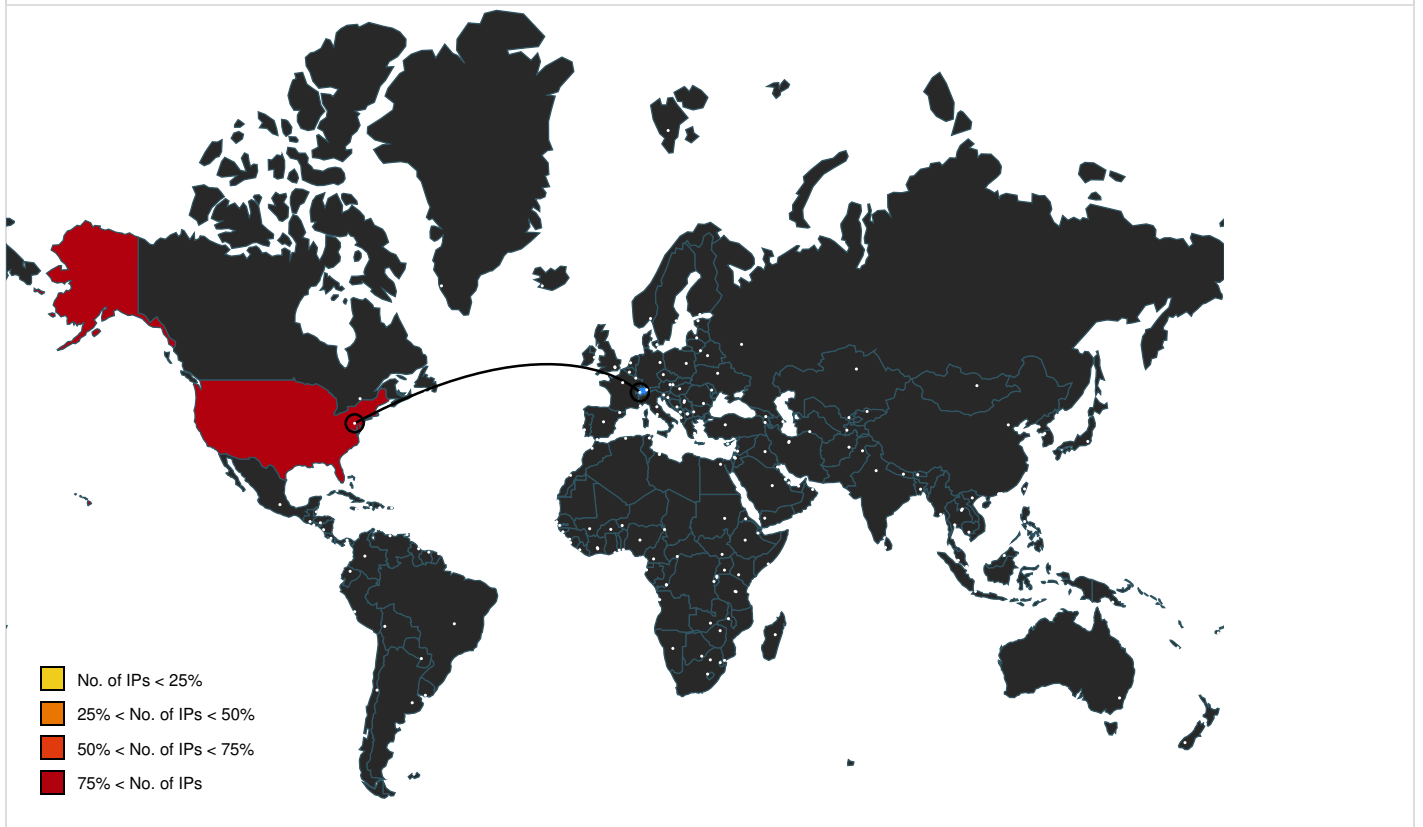 No. of IPs < 25%
25% < No. of IPs < 50%
50% < No. of IPs < 75%
75% < No. of IPs